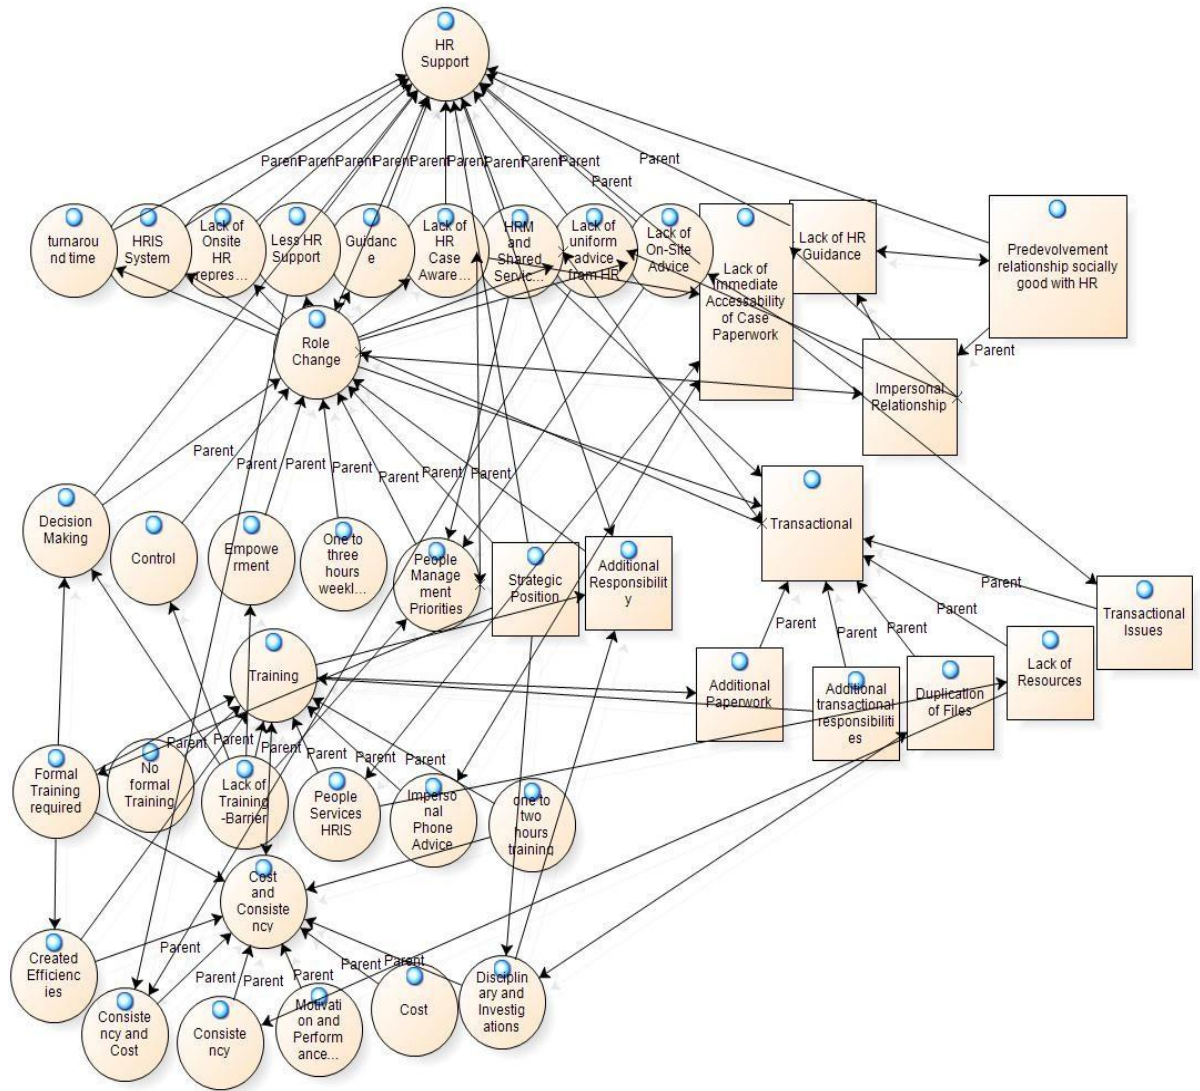 HR
Support
Parent
Parent
Parent
Parent
Parent
Parent
Parent
Parent
Parent
Parent
Parent
turnarou
nd time
HRIS
System
Lack of
Onsite
HR
repres...
Less HR
Support
Guidanc
e
Lack of
HR
Case
Aware...
HRM
and
Shared
Servic...
Lack of
uniform
advice
from HR
Lack of
On-Site
Advice
Lack of
Immediate
Accessability
of Case
Paperwork
Lack of HR
Guidance
Predevolvement
relationship socially
good with HR
Role
Change
Parent
Impersonal
Relationship
Parent
Parent
Parent
Parent
Parent
Parent
Parent
Decision
Making
Control
Empowe
rment
One to
three
hours
weekl...
People
Manage
ment
Priorities
Strategic
Position
Additional
Responsibilit
y
Transactional
Parent
Transactional
Issues
Parent
Parent
Parent
Parent
Training
Additional
Paperwork
Additional
transactional
responsibiliti
es
Duplication
of Files
Lack of
Resources
Parent
Parent
Parent
Parent
Parent
Parent
Formal
Training
required
No
formal
Training
Lack of
Training
-Barrier
People
Services
HRIS
Imperso
nal
Phone
Advice
one to
two
hours
training
Cost
and
Consiste
ncy
Parent
Parent
Parent
Parent
Parent
Parent
Created
Efficienc
ies
Consiste
ncy and
Cost
Consiste
ncy
Motivati
on and
Perform
ance...
Cost
Disciplin
ary and
Investig
ations